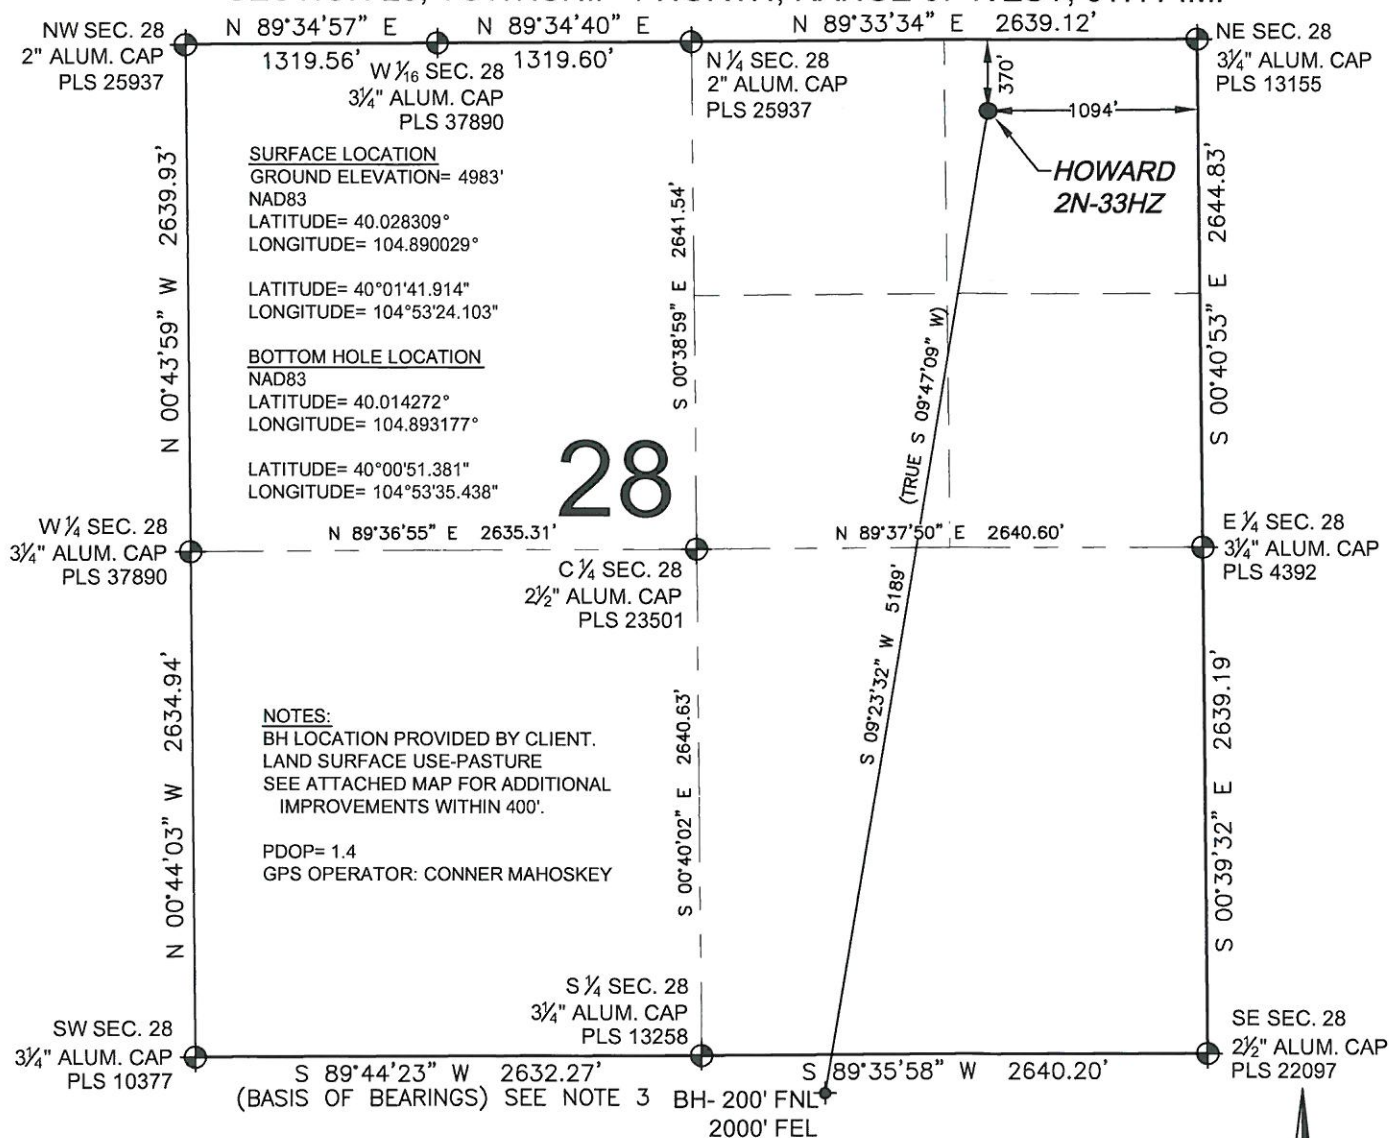 N 89°34'57" E
N 89°34'40" E
N 89°33'34" E 2639.12'
1319.56'
1319.60'
NW SEC. 28
2" ALUM. CAP
PLS 25937
W 1/16 SEC. 28
3¼" ALUM. CAP
PLS 37890
N ¼ SEC. 28
2" ALUM. CAP
PLS 25937
NE SEC. 28
3¼" ALUM. CAP
PLS 13155
370'
1094'
HOWARD
2N-33HZ
SURFACE LOCATION
GROUND ELEVATION= 4983'
NAD83
LATITUDE= 40.028309°
LONGITUDE= 104.890029°
LATITUDE= 40°01'41.914"
LONGITUDE= 104°53'24.103"
BOTTOM HOLE LOCATION
NAD83
LATITUDE= 40.014272°
LONGITUDE= 104.893177°
LATITUDE= 40°00'51.381"
LONGITUDE= 104°53'35.438"
N 00°43'59" W 2639.93'
S 00°38'59" E 2641.54'
(TRUE S 09°47'09" W)
S 00°40'53" E 2644.83'
28
W ¼ SEC. 28
3¼" ALUM. CAP
PLS 37890
N 89°36'55" E 2635.31'
C ¼ SEC. 28
2½" ALUM. CAP
PLS 23501
N 89°37'50" E 2640.60'
E ¼ SEC. 28
3¼" ALUM. CAP
PLS 4392
N 00°44'03" W 2634.94'
NOTES:
BH LOCATION PROVIDED BY CLIENT.
LAND SURFACE USE-PASTURE
SEE ATTACHED MAP FOR ADDITIONAL
IMPROVEMENTS WITHIN 400'.
PDOP= 1.4
GPS OPERATOR: CONNER MAHOSKEY
S 00°40'02" E 2640.63'
S 09°23'32" W 5189'
S 00°39'32" E 2639.19'
SW SEC. 28
3¼" ALUM. CAP
PLS 10377
S ¼ SEC. 28
3¼" ALUM. CAP
PLS 13258
SE SEC. 28
2½" ALUM. CAP
PLS 22097
S 89°44'23" W 2632.27'
(BASIS OF BEARINGS) SEE NOTE 3
S 89°35'58" W 2640.20'
BH- 200' FNL
2000' FEL